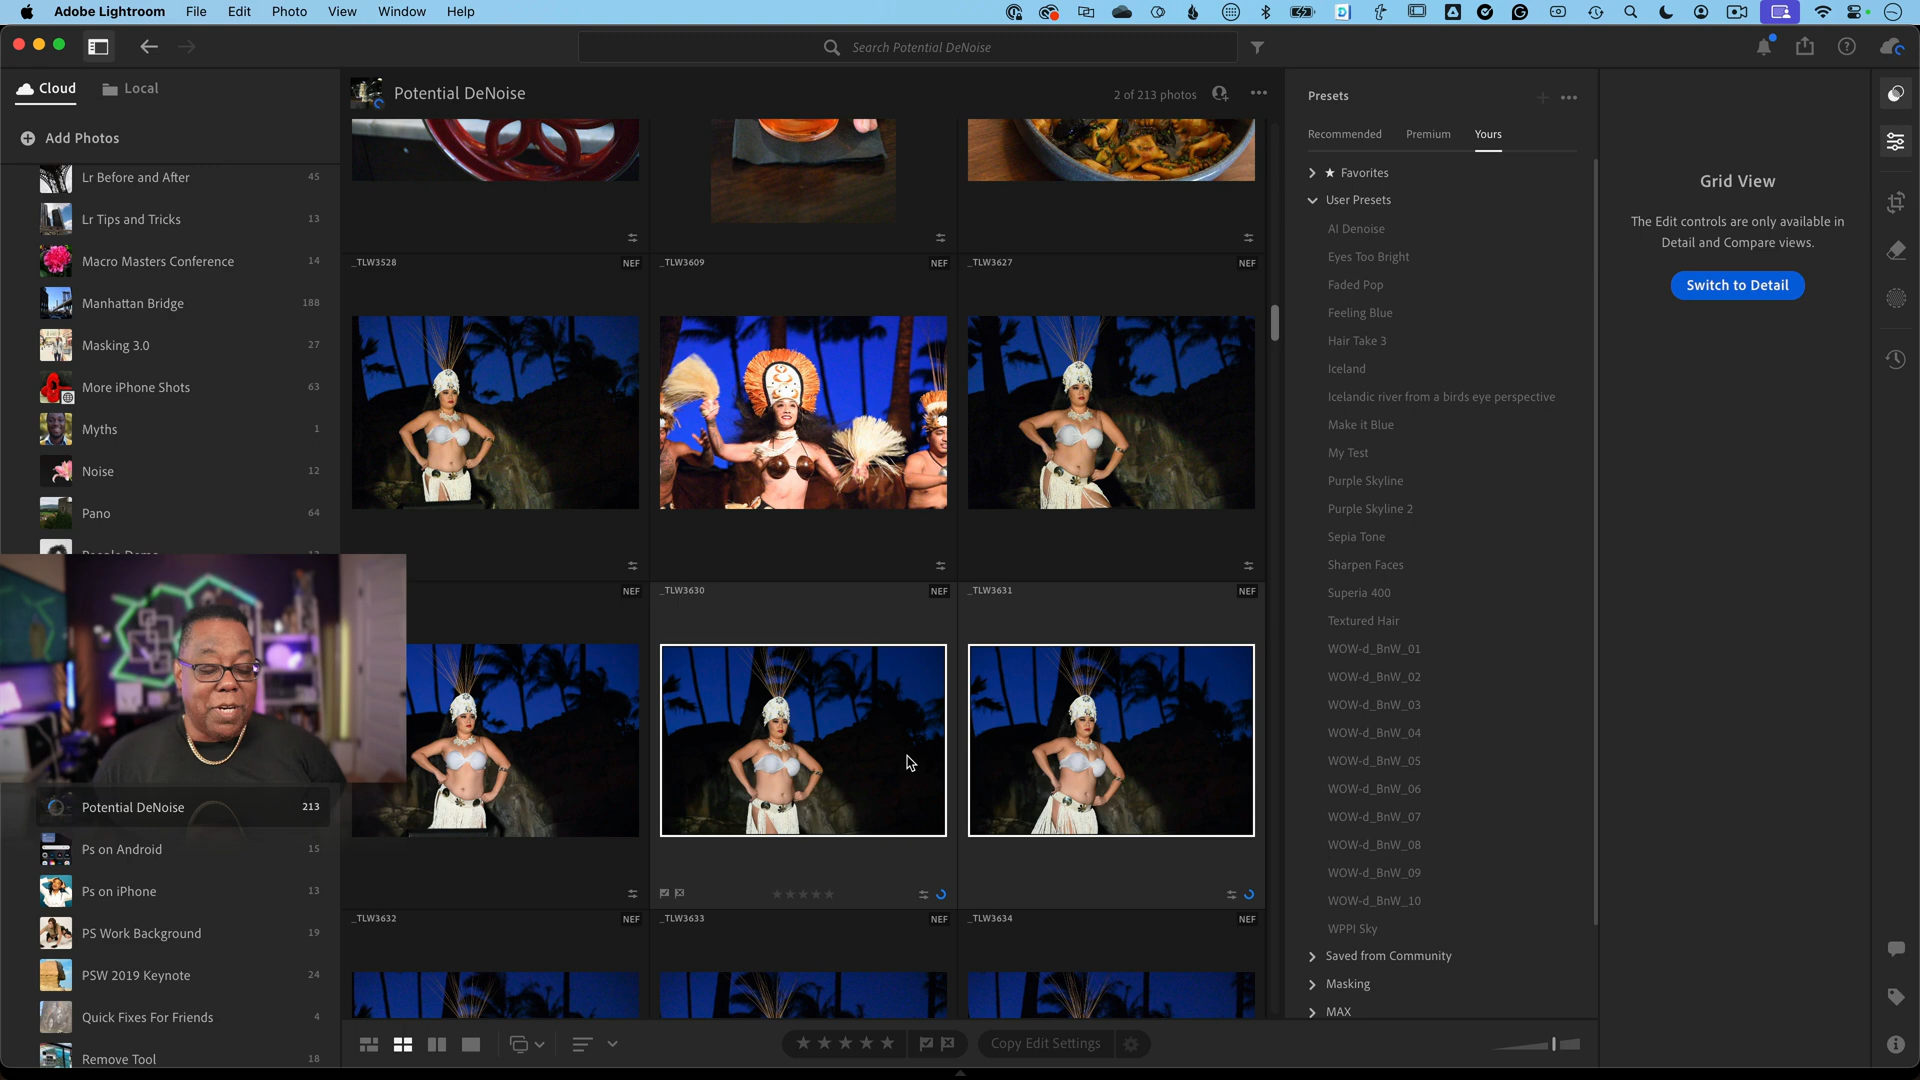 Adobe Lightroom File Edit Photo View Window Help
Search Potential DeNoise
Cloud Local
Add Photos
Lr Before and After 45
Lr Tips and Tricks 13
Macro Masters Conference 14
Manhattan Bridge 188
Masking 3.0 27
More iPhone Shots 63
Myths 1
Noise 12
Pano 64
Potential DeNoise 213
Ps on Android 15
Ps on iPhone 13
PS Work Background 19
PSW 2019 Keynote 24
Quick Fixes For Friends 4
Remove Tool 18
Potential DeNoise
2 of 213 photos
_TLW3528 NEF
_TLW3609 NEF
_TLW3627 NEF
NEF
_TLW3630 NEF
_TLW3631 NEF
_TLW3632 NEF
_TLW3633 NEF
_TLW3634 NEF
Copy Edit Settings
Presets
Recommended Premium Yours
Favorites
User Presets
AI Denoise
Eyes Too Bright
Faded Pop
Feeling Blue
Hair Take 3
Iceland
Icelandic river from a birds eye perspective
Make it Blue
My Test
Purple Skyline
Purple Skyline 2
Sepia Tone
Sharpen Faces
Superia 400
Textured Hair
WOW-d_BnW_01
WOW-d_BnW_02
WOW-d_BnW_03
WOW-d_BnW_04
WOW-d_BnW_05
WOW-d_BnW_06
WOW-d_BnW_07
WOW-d_BnW_08
WOW-d_BnW_09
WOW-d_BnW_10
WPPI Sky
Saved from Community
Masking
MAX
Grid View
The Edit controls are only available in
Detail and Compare views.
Switch to Detail